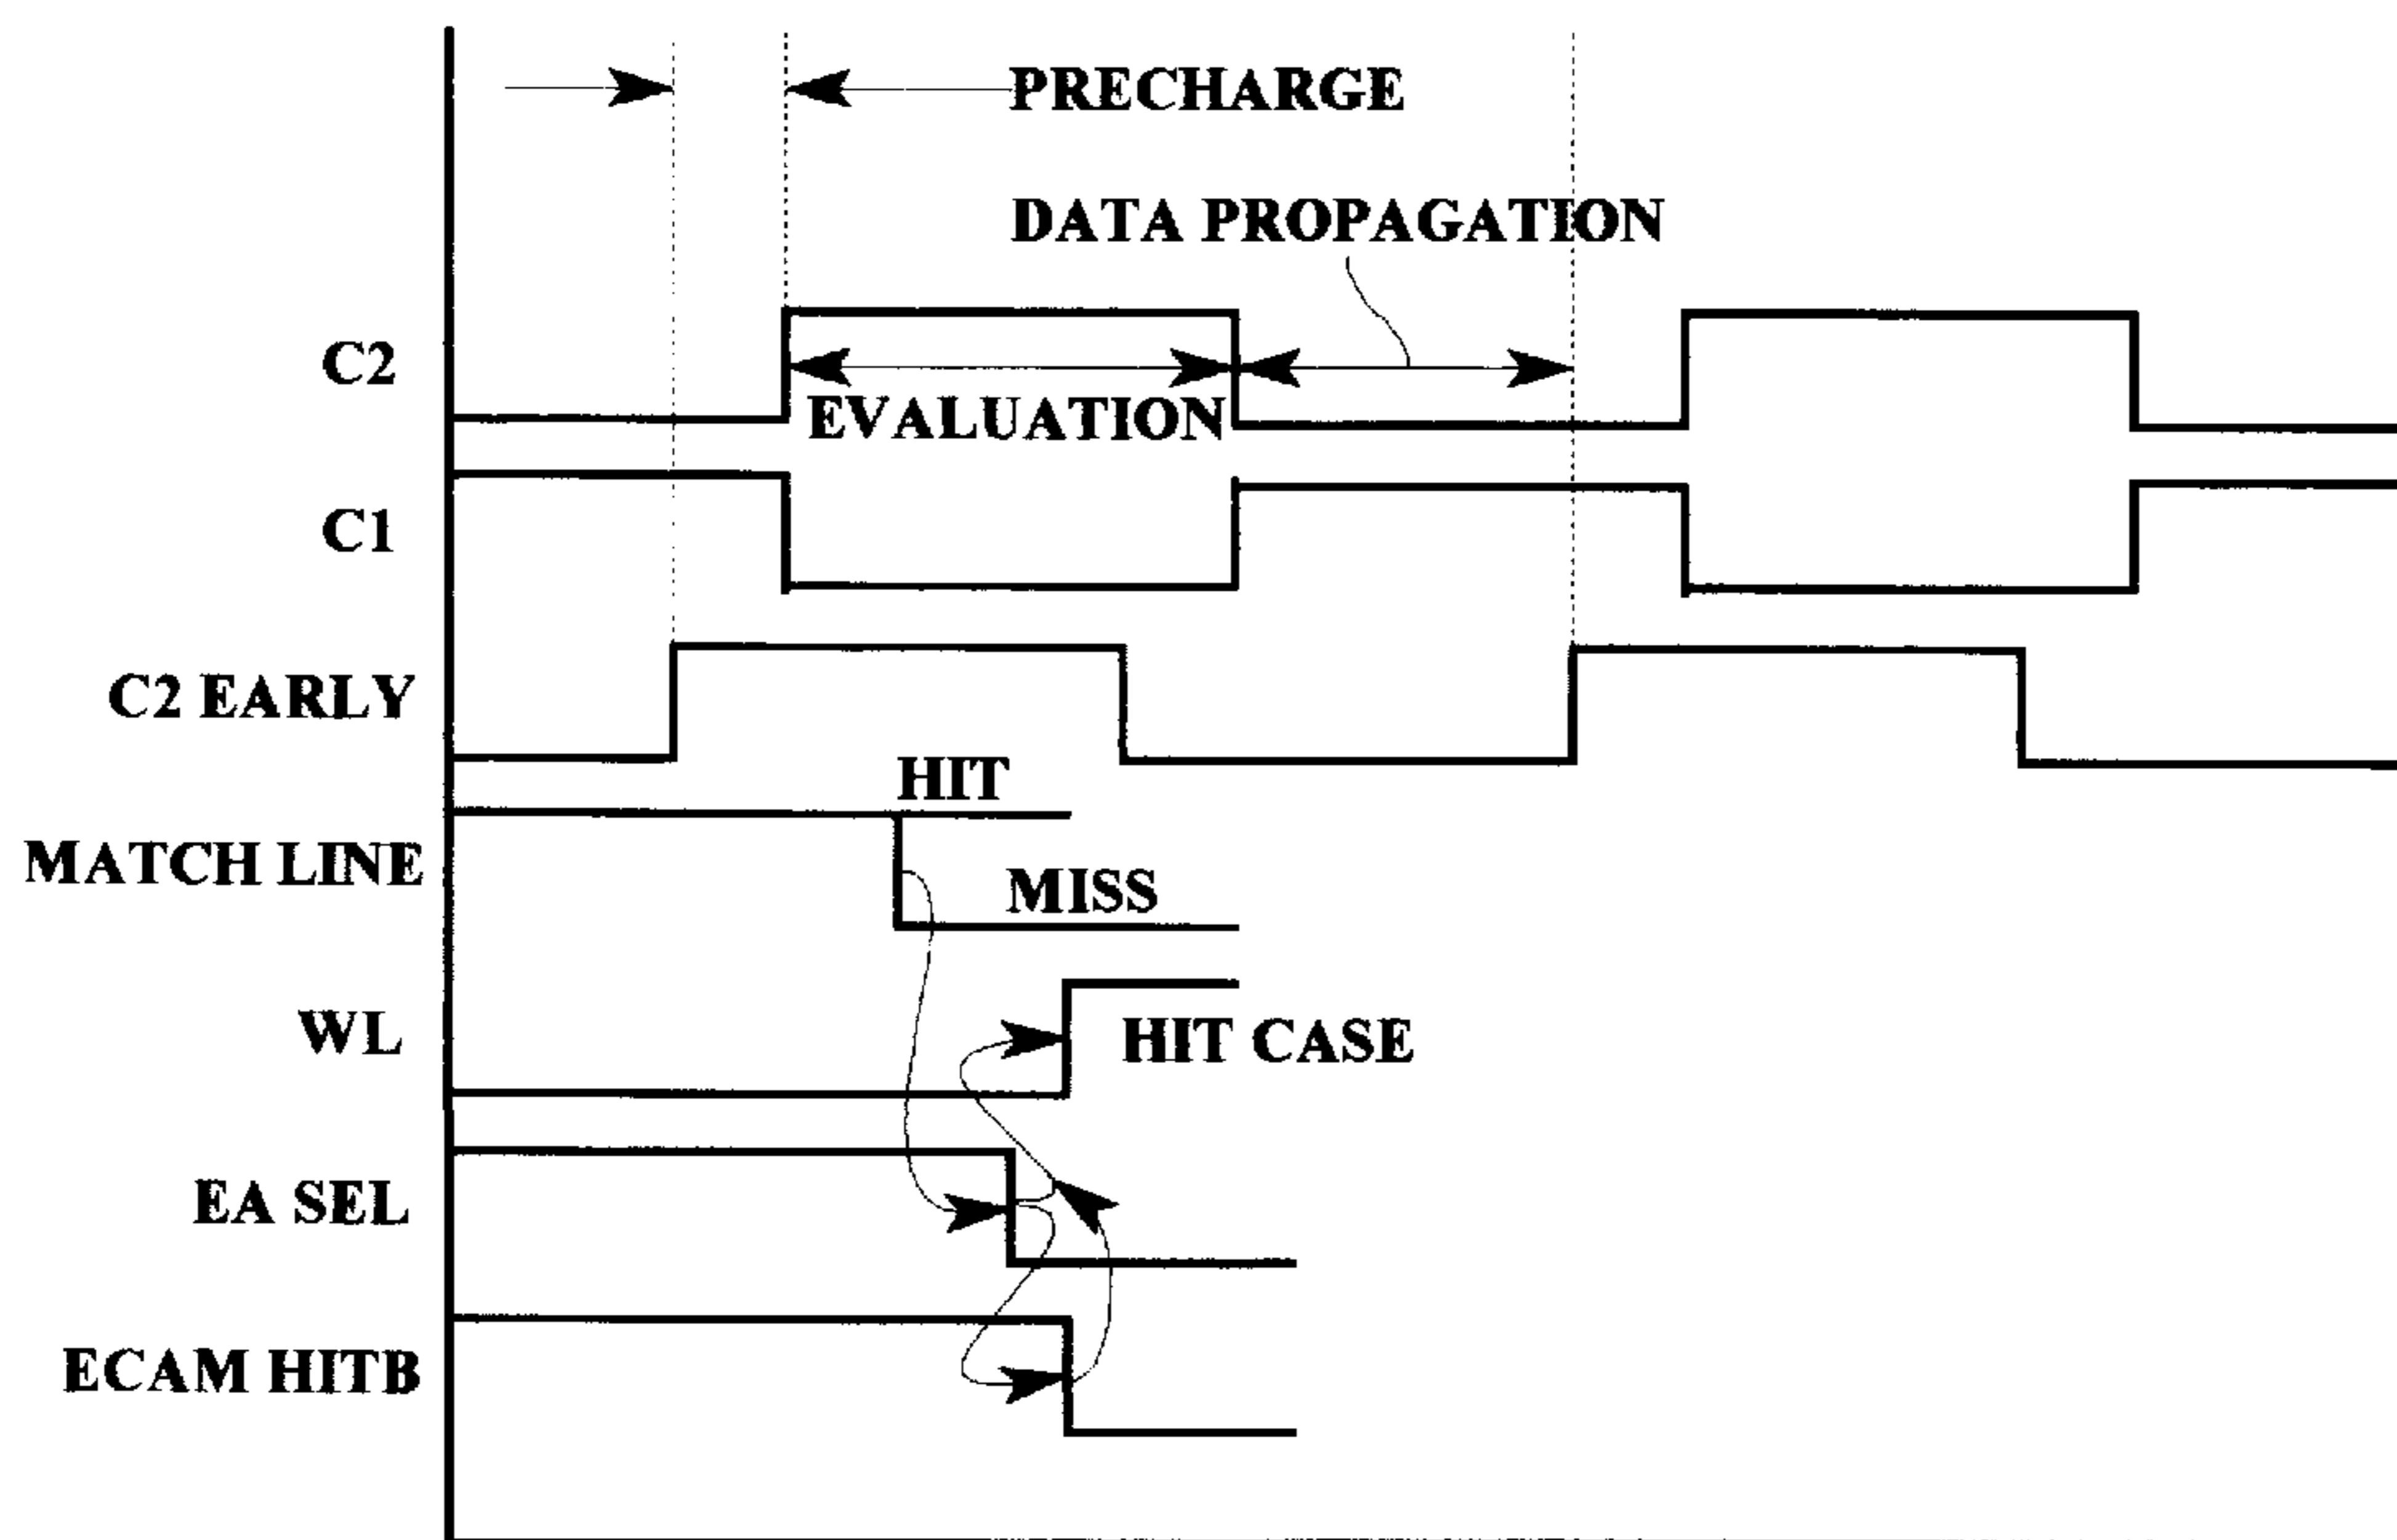 PRECHARGE
DATA PROPAGATION
C2
EVALUATION
C1
C2 EARLY
HIT
MATCH LINE
MISS
WL
HIT CASE
EA SEL
ECAM HITB